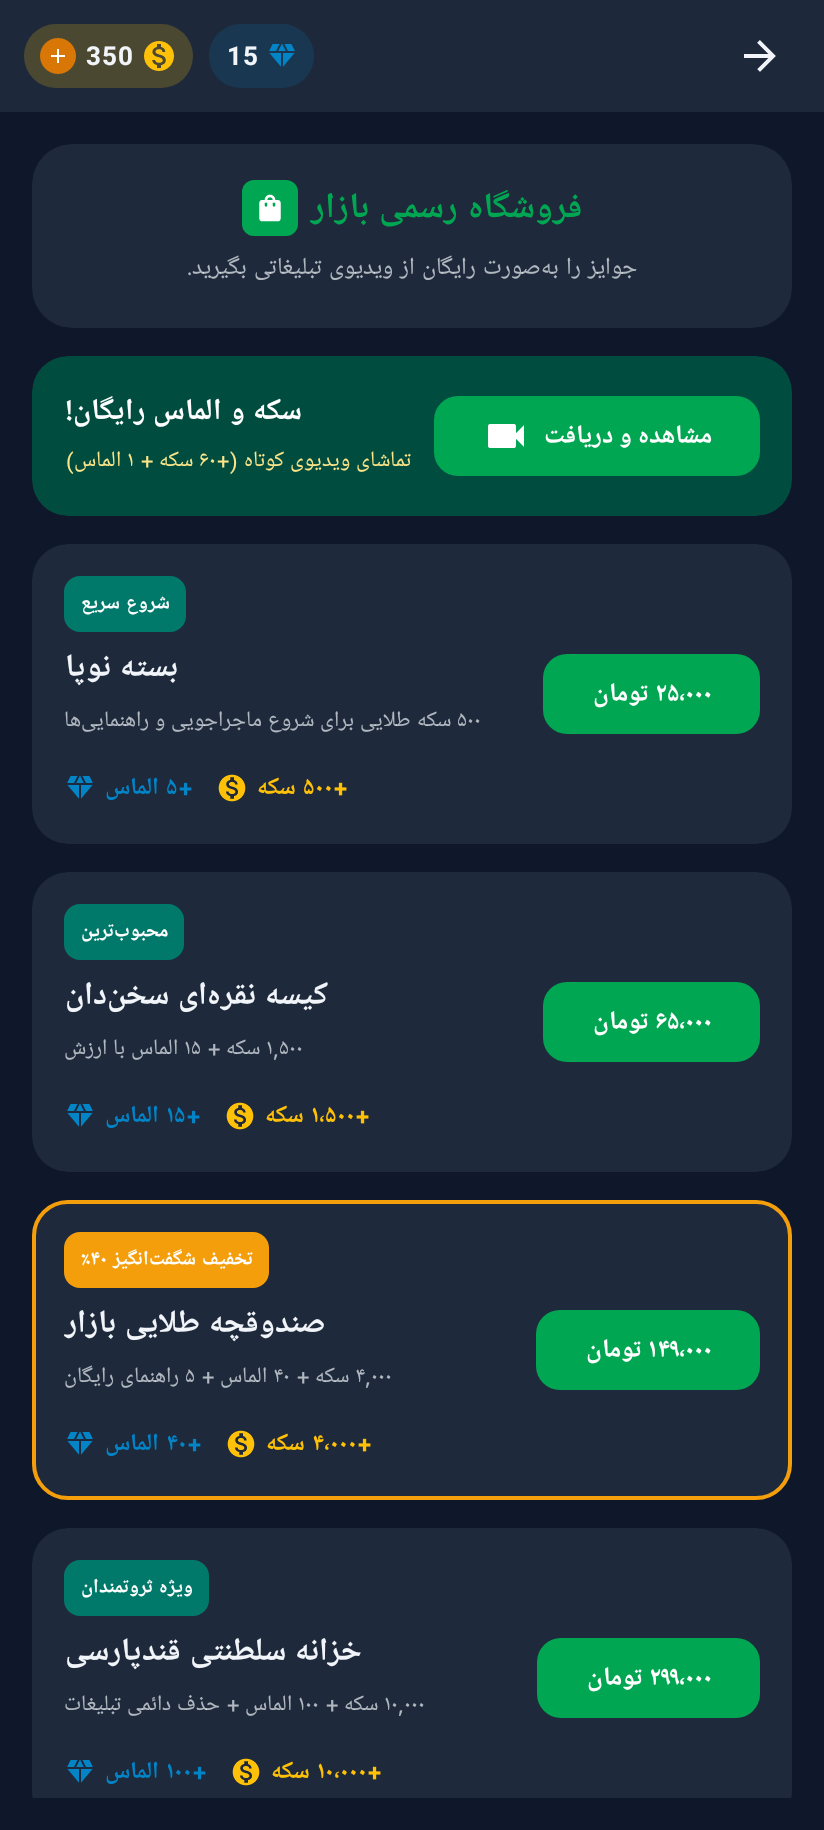 350
15
فروشگاه رسمی بازار
جوایز را به‌صورت رایگان از ویدیوی تبلیغاتی بگیرید.
سکه و الماس رایگان!
تماشای ویدیوی کوتاه (+۶۰ سکه + ۱ الماس)
مشاهده و دریافت
شروع سریع
بسته نوپا
۵۰۰ سکه طلایی برای شروع ماجراجویی و راهنمایی‌ها
+۵۰۰ سکه
+۵ الماس
۲۵،۰۰۰ تومان
محبوب‌ترین
کیسه نقره‌ای سخن‌دان
۱,۵۰۰ سکه + ۱۵ الماس با ارزش
+۱،۵۰۰ سکه
+۱۵ الماس
۶۵،۰۰۰ تومان
تخفیف شگفت‌انگیز ۴۰٪
صندوقچه طلایی بازار
۴,۰۰۰ سکه + ۴۰ الماس + ۵ راهنمای رایگان
+۴،۰۰۰ سکه
+۴۰ الماس
۱۴۹،۰۰۰ تومان
ویژه ثروتمندان
خزانه سلطنتی قندپارسی
۱۰,۰۰۰ سکه + ۱۰۰ الماس + حذف دائمی تبلیغات
+۱۰،۰۰۰ سکه
+۱۰۰ الماس
۲۹۹،۰۰۰ تومان